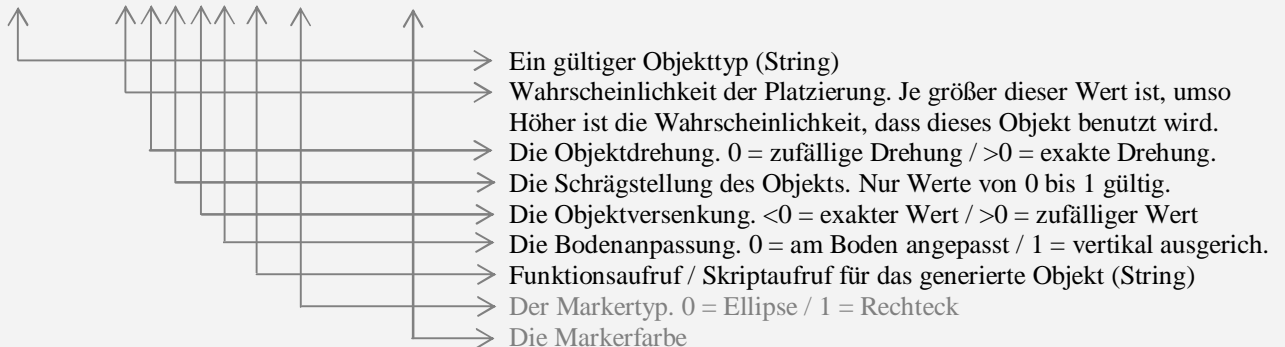 Ein gültiger Objekttyp (String)
Wahrscheinlichkeit der Platzierung. Je größer dieser Wert ist, umso
Höher ist die Wahrscheinlichkeit, dass dieses Objekt benutzt wird.
Die Objektdrehung. 0 = zufällige Drehung / >0 = exakte Drehung.
Die Schrägstellung des Objekts. Nur Werte von 0 bis 1 gültig.
Die Objektversenkung. <0 = exakter Wert / >0 = zufälliger Wert
Die Bodenanpassung. 0 = am Boden angepasst / 1 = vertikal ausgerich.
Funktionsaufruf / Skriptaufruf für das generierte Objekt (String)
Der Markertyp. 0 = Ellipse / 1 = Rechteck
Die Markerfarbe